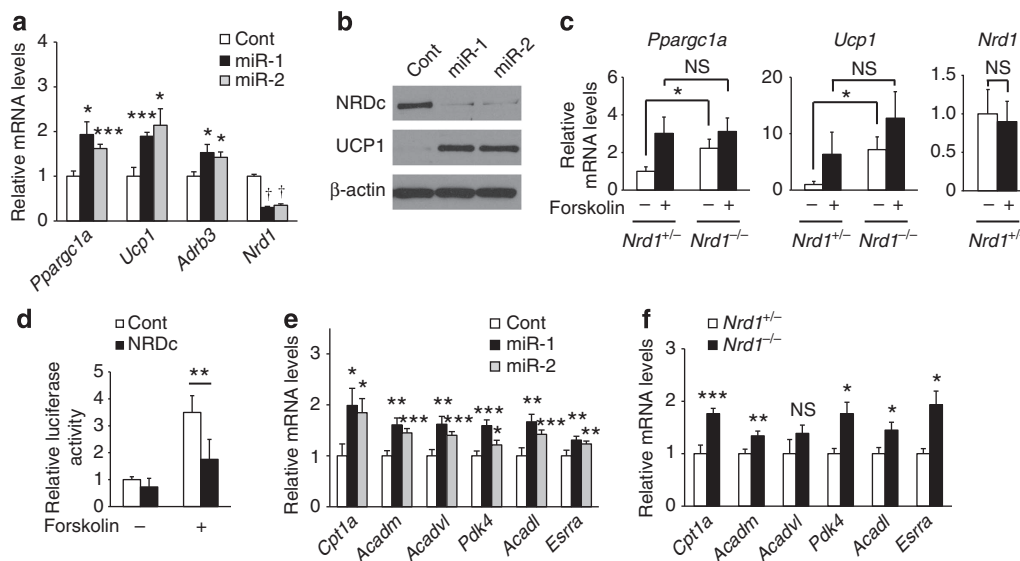 a
Relative mRNA levels
4
3
2
1
0
Cont
miR-1
miR-2
*
***
***
*
*
*
†
†
Ppargc1a
Ucp1
Adrb3
Nrd1
b
Cont
miR-1
miR-2
NRDc
UCP1
β-actin
c
Ppargc1a
Ucp1
Nrd1
Relative
mRNA levels
NS
*
6
4
2
0
NS
*
20
10
0
NS
1.5
1.0
0.5
0
Forskolin
– + – +
– + – +
– +
Nrd1+/–
Nrd1–/–
Nrd1+/–
Nrd1–/–
Nrd1+/
d
Cont
NRDc
Relative luciferase
activity
5
4
3
2
1
0
**
Forskolin
–
+
e
Cont
miR-1
miR-2
Relative mRNA levels
3
2
1
0
*
*
**
***
**
***
***
*
**
***
**
**
Cpt1a
Acadm
Acadvl
Pdk4
Acadl
Esrra
f
Nrd1+/–
Nrd1–/–
Relative mRNA levels
3
2
1
0
***
**
NS
*
*
*
Cpt1a
Acadm
Acadvl
Pdk4
Acadl
Esrra